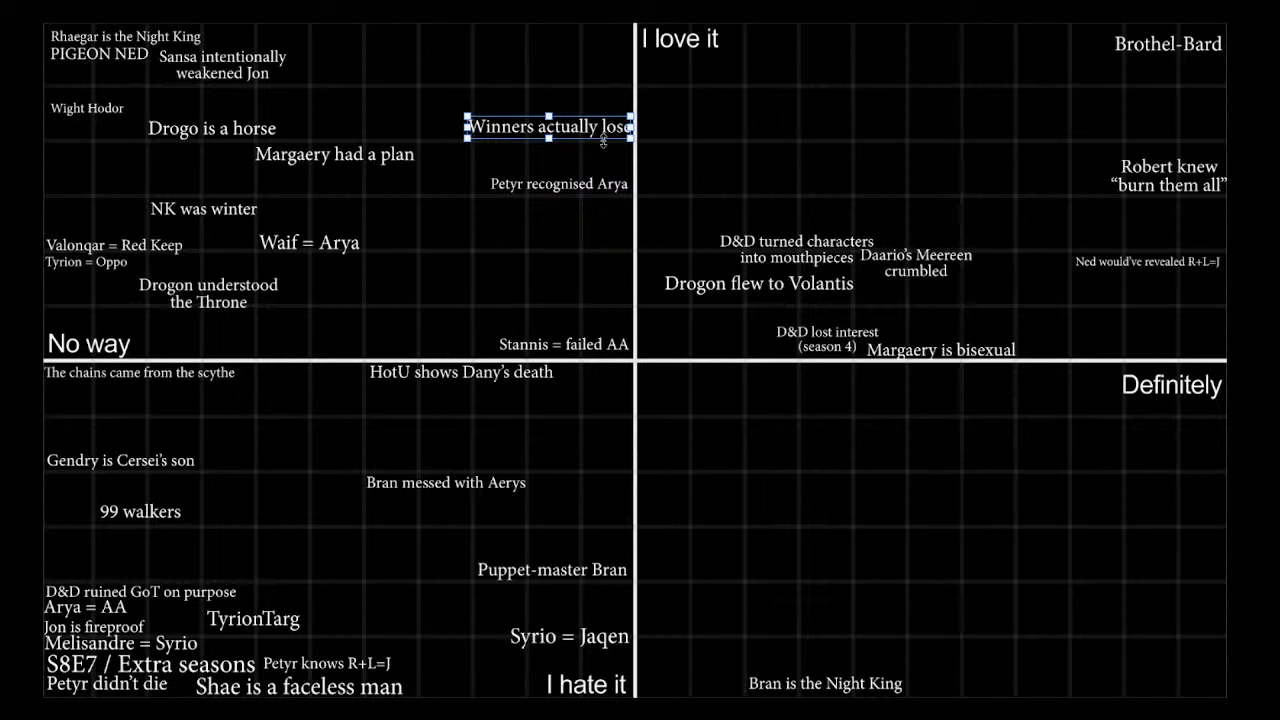 Rhaegar is the Night King
PIGEON NED
Sansa intentionally
weakened Jon
Wight Hodor
Drogo is a horse
Margaery had a plan
Winners actually lose
Petyr recognised Arya
NK was winter
Valonqar = Red Keep
Tyrion = Oppo
Waif = Arya
Drogon understood
the Throne
No way
Stannis = failed AA
I love it
Brothel-Bard
Robert knew
“burn them all”
D&D turned characters
into mouthpieces
Daario’s Meereen
crumbled
Ned would’ve revealed R+L=J
Drogon flew to Volantis
D&D lost interest
(season 4)
Margaery is bisexual
The chains came from the scythe
HotU shows Dany’s death
Gendry is Cersei’s son
Bran messed with Aerys
99 walkers
Puppet-master Bran
D&D ruined GoT on purpose
Arya = AA
TyrionTarg
Jon is fireproof
Melisandre = Syrio
Syrio = Jaqen
S8E7 / Extra seasons
Petyr knows R+L=J
Petyr didn’t die
Shae is a faceless man
I hate it
Definitely
Bran is the Night King